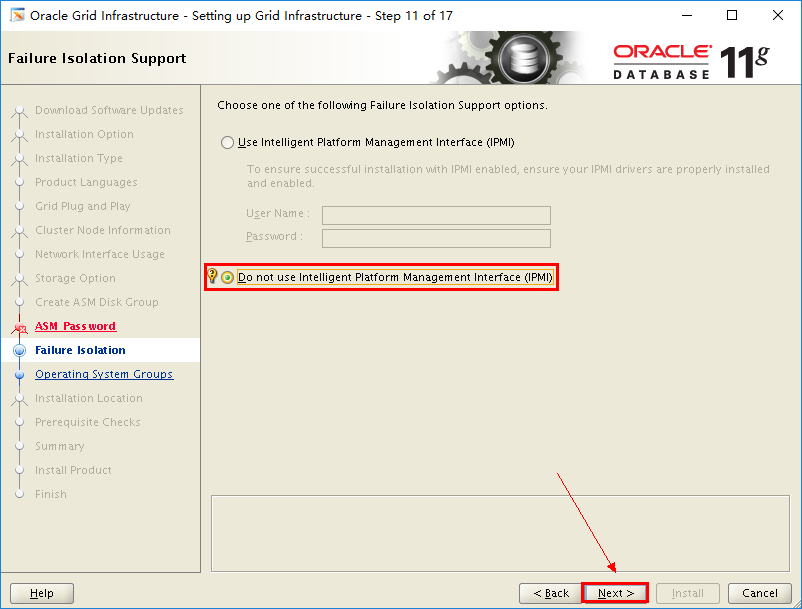 Oracle Grid Infrastructure - Setting up Grid Infrastructure - Step 11 of 17
Failure Isolation Support
ORACLE
DATABASE
11g
Download Software Updates
Installation Option
Installation Type
Product Languages
Grid Plug and Play
Cluster Node Information
Network Interface Usage
Storage Option
Create ASM Disk Group
ASM Password
Failure Isolation
Operating System Groups
Installation Location
Prerequisite Checks
Summary
Install Product
Finish
Choose one of the following Failure Isolation Support options.
Use Intelligent Platform Management Interface (IPMI)
To ensure successful installation with IPMI enabled, ensure your IPMI drivers are properly installed
and enabled.
User Name :
Password :
Do not use Intelligent Platform Management Interface (IPMI)
Help
< Back
Next >
Install
Cancel